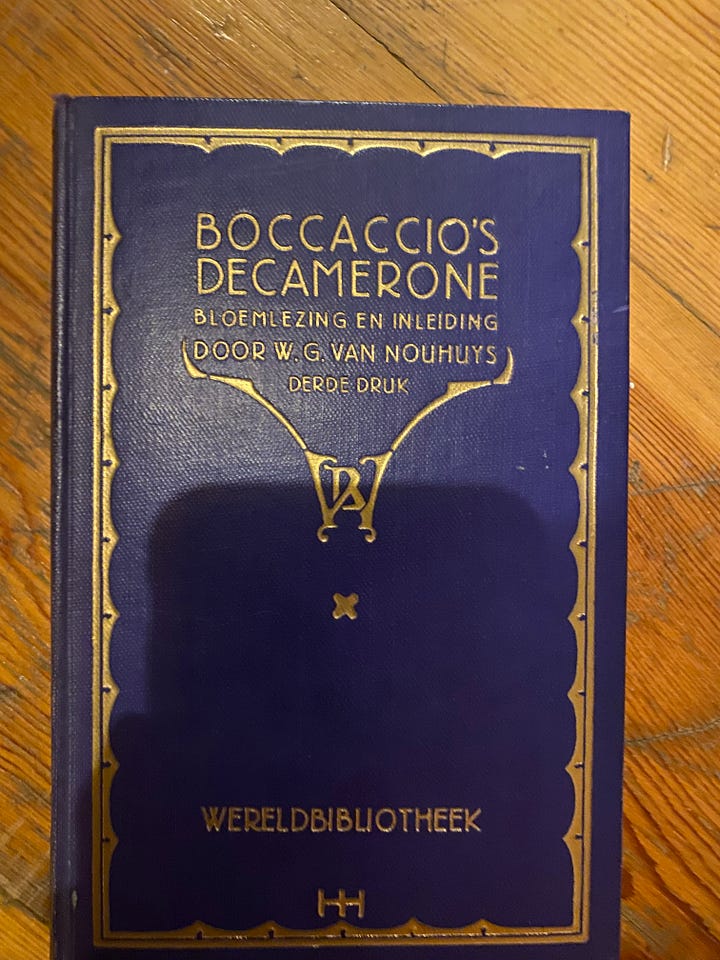 BOCCACCIO'S
DECAMERONE
BLOEMLEZING EN INLEIDING
DOOR W. G. VAN NOUHUYS
DERDE DRUK
WERELDBIBLIOTHEEK